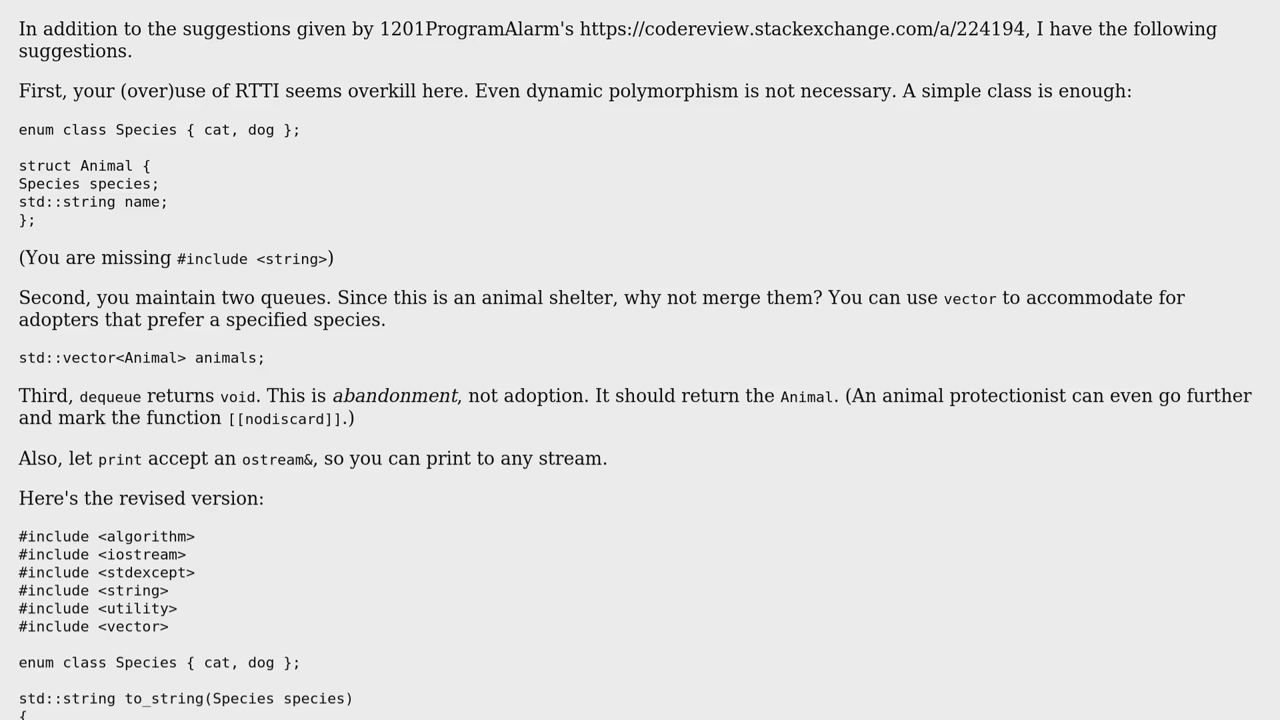 In addition to the suggestions given by 1201ProgramAlarm's https://codereview.stackexchange.com/a/224194, I have the following
suggestions.
First, your (over)use of RTTI seems overkill here. Even dynamic polymorphism is not necessary. A simple class is enough:
enum class Species { cat, dog };
struct Animal {
Species species;
std::string name;
};
(You are missing #include <string>)
Second, you maintain two queues. Since this is an animal shelter, why not merge them? You can use vector to accommodate for
adopters that prefer a specified species.
std::vector<Animal> animals;
Third, dequeue returns void. This is abandonment, not adoption. It should return the Animal. (An animal protectionist can even go further
and mark the function [[nodiscard]].)
Also, let print accept an ostream&, so you can print to any stream.
Here's the revised version:
#include <algorithm>
#include <iostream>
#include <stdexcept>
#include <string>
#include <utility>
#include <vector>
enum class Species { cat, dog };
std::string to_string(Species species)
{